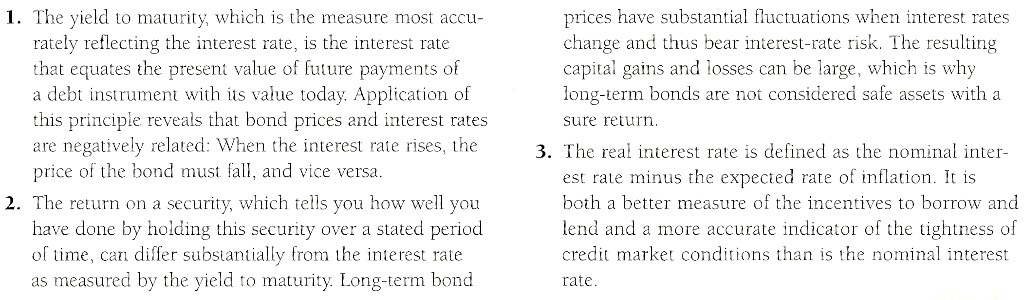 1. The yield to maturity, which is the measure most accu-
rately reflecting the interest rate, is the interest rate
that equates the present value of future payments of
a debt instrument with its value today. Application of
this principle reveals that bond prices and interest rates
are negatively related: When the interest rate rises, the
price of the bond must fall, and vice versa.
2. The return on a security, which tells you how well you
have done by holding this security over a stated period
of time, can differ substantially from the interest rate
as measured by the yield to maturity. Long-term bond
prices have substantial fluctuations when interest rates
change and thus bear interest-rate risk. The resulting
capital gains and losses can be large, which is why
long-term bonds are not considered safe assets with a
sure return.
3. The real interest rate is defined as the nominal inter-
est rate minus the expected rate of inflation. It is
both a better measure of the incentives to borrow and
lend and a more accurate indicator of the tightness of
credit market conditions than is the nominal interest
rate.